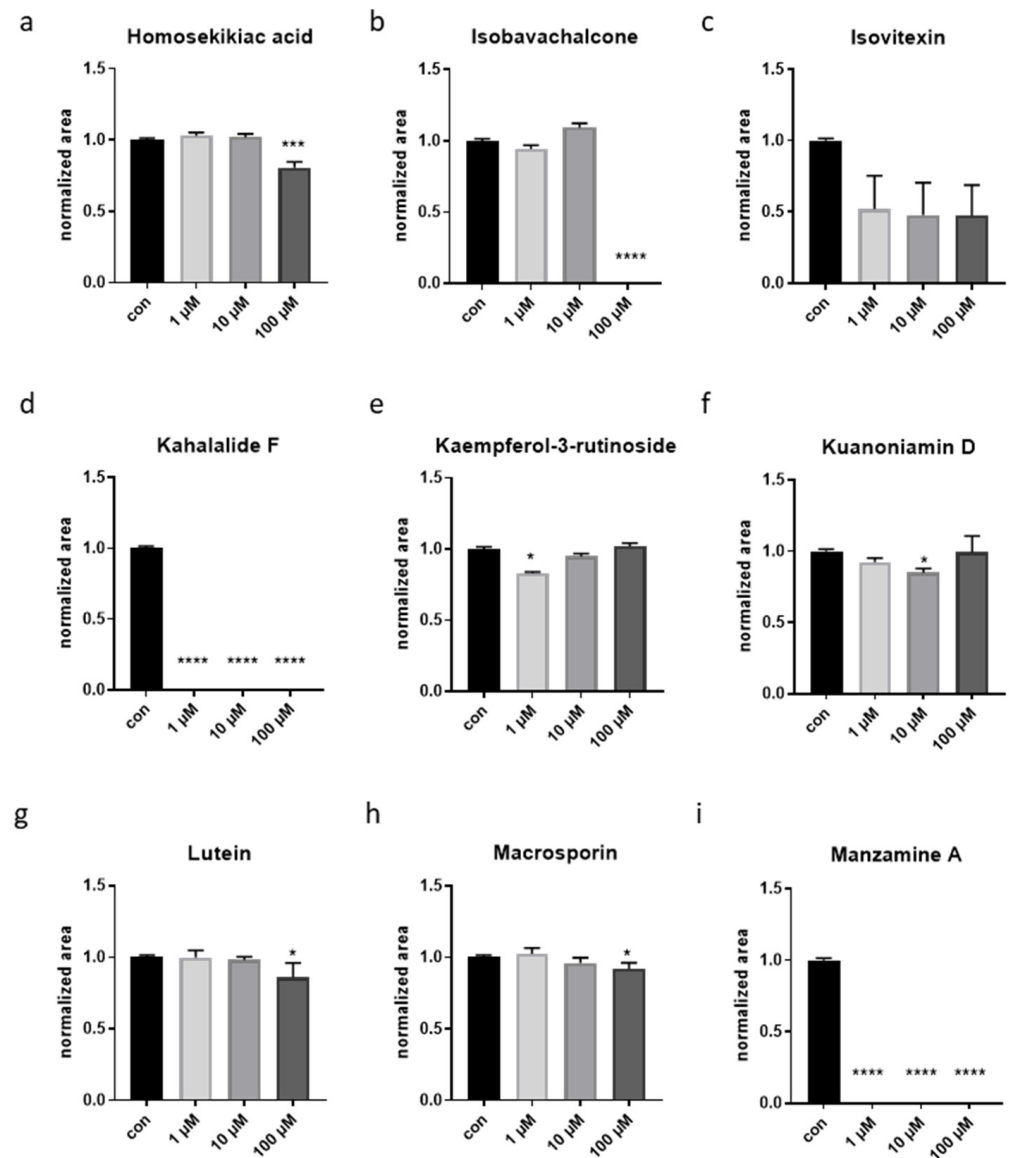 a
Homosekikiac acid
normalized area
1.5
1.0
0.5
0.0
***
con
1 µM
10 µM
100 µM
b
Isobavachalcone
normalized area
1.5
1.0
0.5
0.0
****
con
1 µM
10 µM
100 µM
c
Isovitexin
normalized area
1.5
1.0
0.5
0.0
con
1 µM
10 µM
100 µM
d
Kahalalide F
normalized area
1.5
1.0
0.5
0.0
****
****
****
con
1 µM
10 µM
100 µM
e
Kaempferol-3-rutinoside
normalized area
1.5
1.0
0.5
0.0
*
con
1 µM
10 µM
100 µM
f
Kuanoniamin D
normalized area
1.5
1.0
0.5
0.0
*
con
1 µM
10 µM
100 µM
g
Lutein
normalized area
1.5
1.0
0.5
0.0
*
con
1 µM
10 µM
100 µM
h
Macrosporin
normalized area
1.5
1.0
0.5
0.0
*
con
1 µM
10 µM
100 µM
i
Manzamine A
normalized area
1.5
1.0
0.5
0.0
****
****
****
con
1 µM
10 µM
100 µM